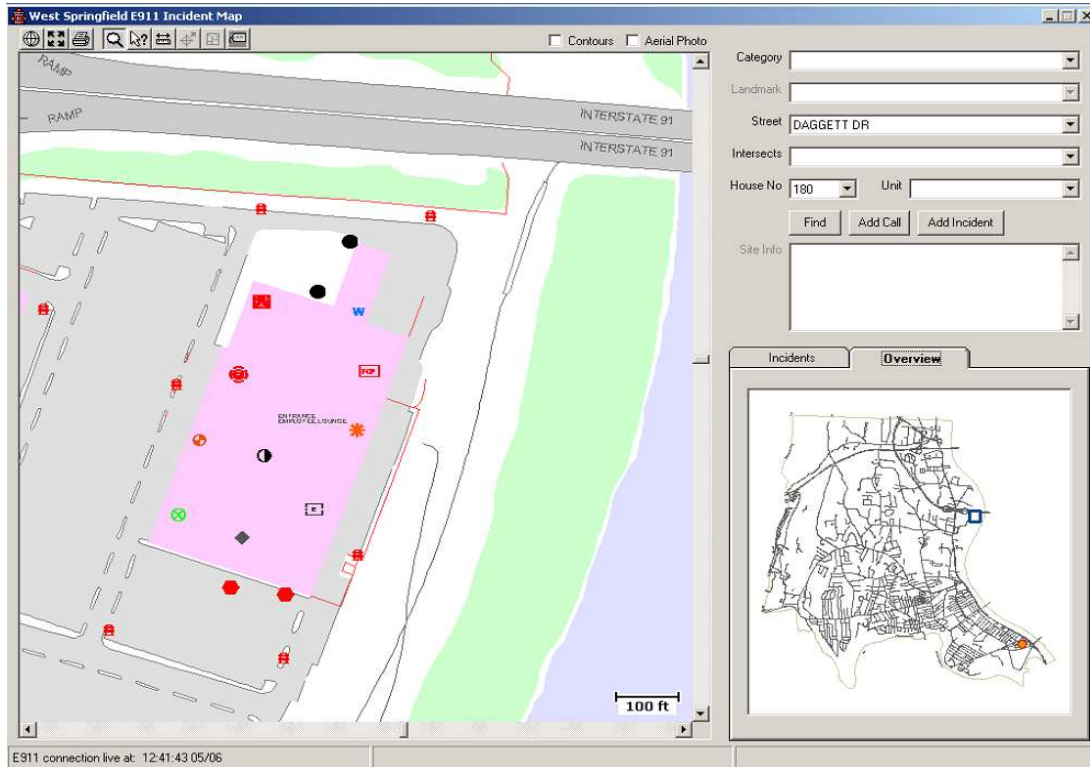 West Springfield E911 Incident Map
Contours Aerial Photo
RAMP
RAMP
INTERSTATE 91
INTERSTATE 91
W
FCP
ENTRANCE
EMPLOYEE LOUNGE
E
100 ft
Category
Landmark
Street DAGGETT DR
Intersects
House No 180 Unit
Find Add Call Add Incident
Site Info
Incidents Overview
E911 connection live at: 12:41:43 05/06